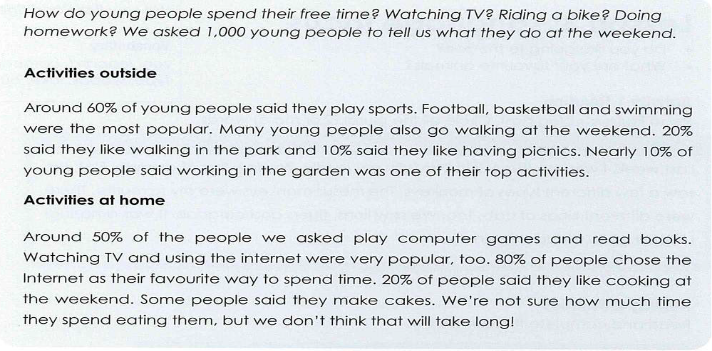 How do young people spend their free time? Watching TV? Riding a bike? Doing
homework? We asked 1,000 young people to tell us what they do at the weekend.
Activities outside
Around 60% of young people said they play sports. Football, basketball and swimming
were the most popular. Many young people also go walking at the weekend. 20%
said they like walking in the park and 10% said they like having picnics. Nearly 10% of
young people said working in the garden was one of their top activities.
Activities at home
Around 50% of the people we asked play computer games and read books.
Watching TV and using the internet were very popular, too. 80% of people chose the
Internet as their favourite way to spend time. 20% of people said they like cooking at
the weekend. Some people said they make cakes. We're not sure how much time
they spend eating them, but we don't think that will take long!